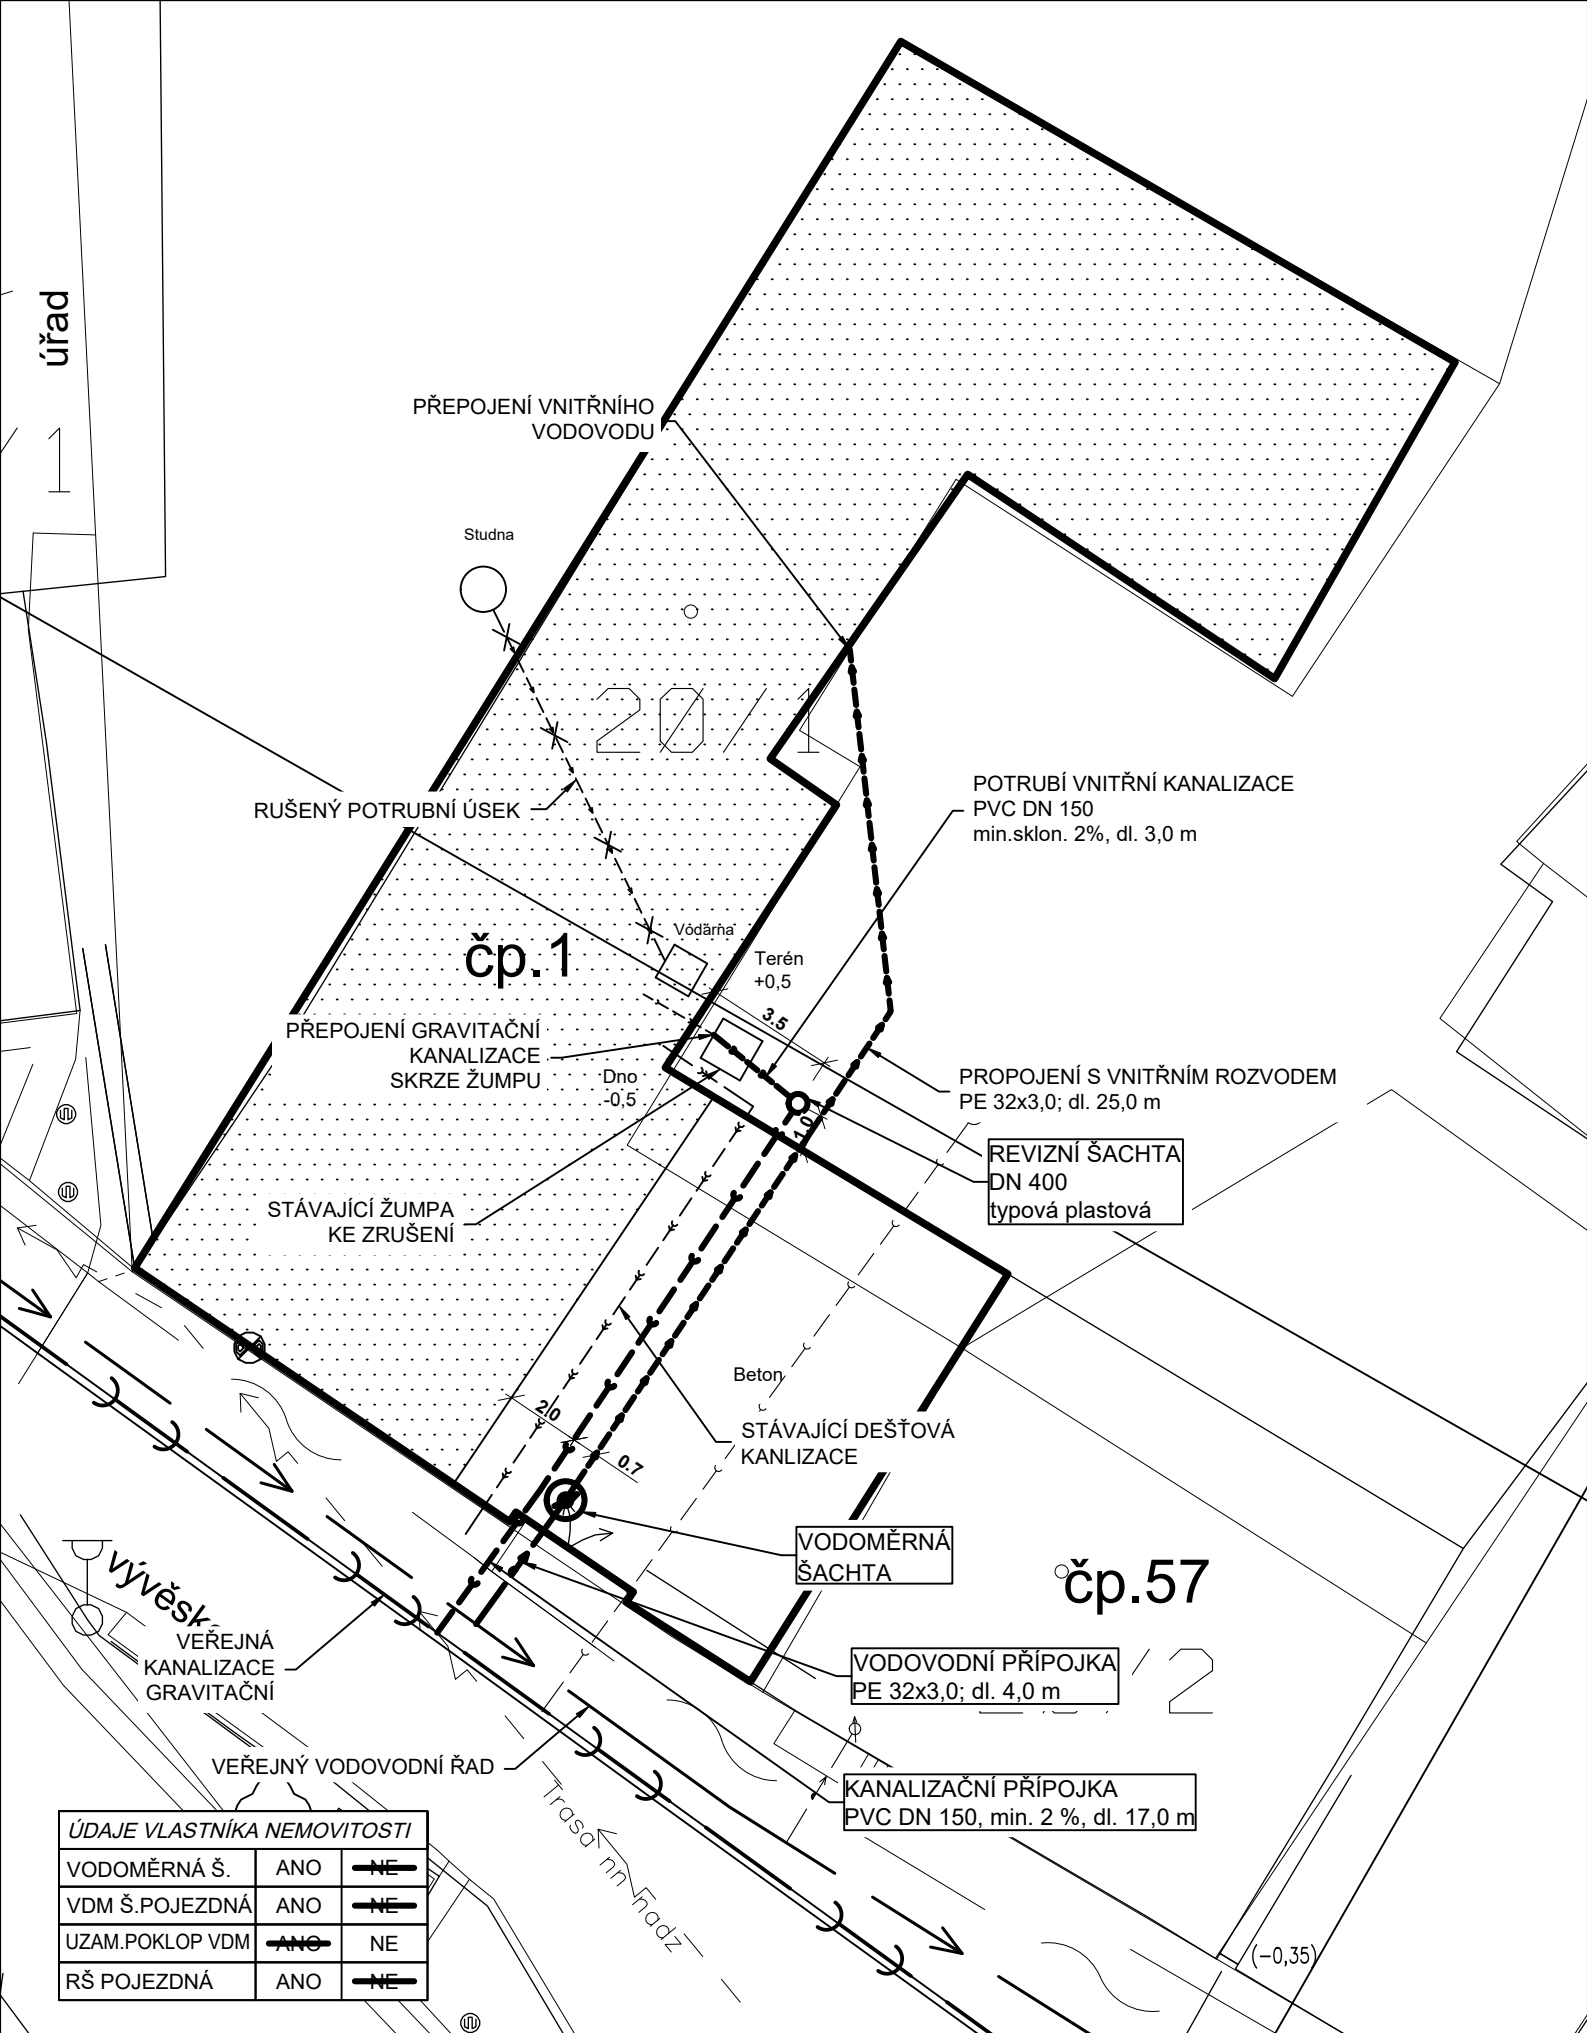 úřad
1
PŘEPOJENÍ VNITŘNÍHO
VODOVODU
Studna
20/1
RUŠENÝ POTRUBNÍ ÚSEK
POTRUBÍ VNITŘNÍ KANALIZACE
PVC DN 150
min.sklon. 2%, dl. 3,0 m
čp.1
Vodárna
Terén
+0,5
3.5
PŘEPOJENÍ GRAVITAČNÍ
KANALIZACE
SKRZE ŽUMPU
Dno
-0,5
1.0
PROPOJENÍ S VNITŘNÍM ROZVODEM
PE 32x3,0; dl. 25,0 m
REVIZNÍ ŠACHTA
DN 400
typová plastová
STÁVAJÍCÍ ŽUMPA
KE ZRUŠENÍ
Beton
2.0
0.7
STÁVAJÍCÍ DEŠŤOVÁ
KANLIZACE
VODOMĚRNÁ
ŠACHTA
čp.57
VEŘEJNÁ
KANALIZACE
GRAVITAČNÍ
VODOVODNÍ PŘÍPOJKA
PE 32x3,0; dl. 4,0 m
/2
VEŘEJNÝ VODOVODNÍ ŘAD
KANALIZAČNÍ PŘÍPOJKA
PVC DN 150, min. 2 %, dl. 17,0 m
Trasa nn nadz
(-0,35)
ÚDAJE VLASTNÍKA NEMOVITOSTI
VODOMĚRNÁ Š. ANO NE
VDM Š.POJEZDNÁ ANO NE
UZAM.POKLOP VDM ANO NE
RŠ POJEZDNÁ ANO NE